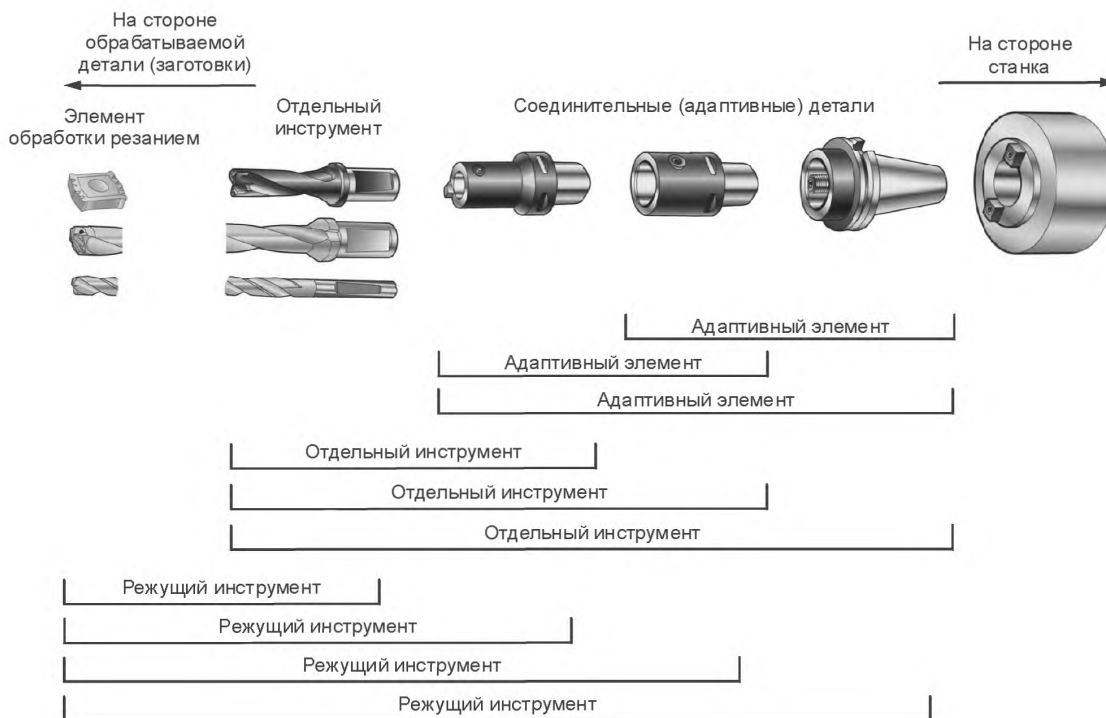 На стороне
обрабатываемой
детали (заготовки)
На стороне
станка
Элемент
обработки резанием
Отдельный
инструмент
Соединительные (адаптивные) детали
Адаптивный элемент
Адаптивный элемент
Адаптивный элемент
Отдельный инструмент
Отдельный инструмент
Отдельный инструмент
Режущий инструмент
Режущий инструмент
Режущий инструмент
Режущий инструмент